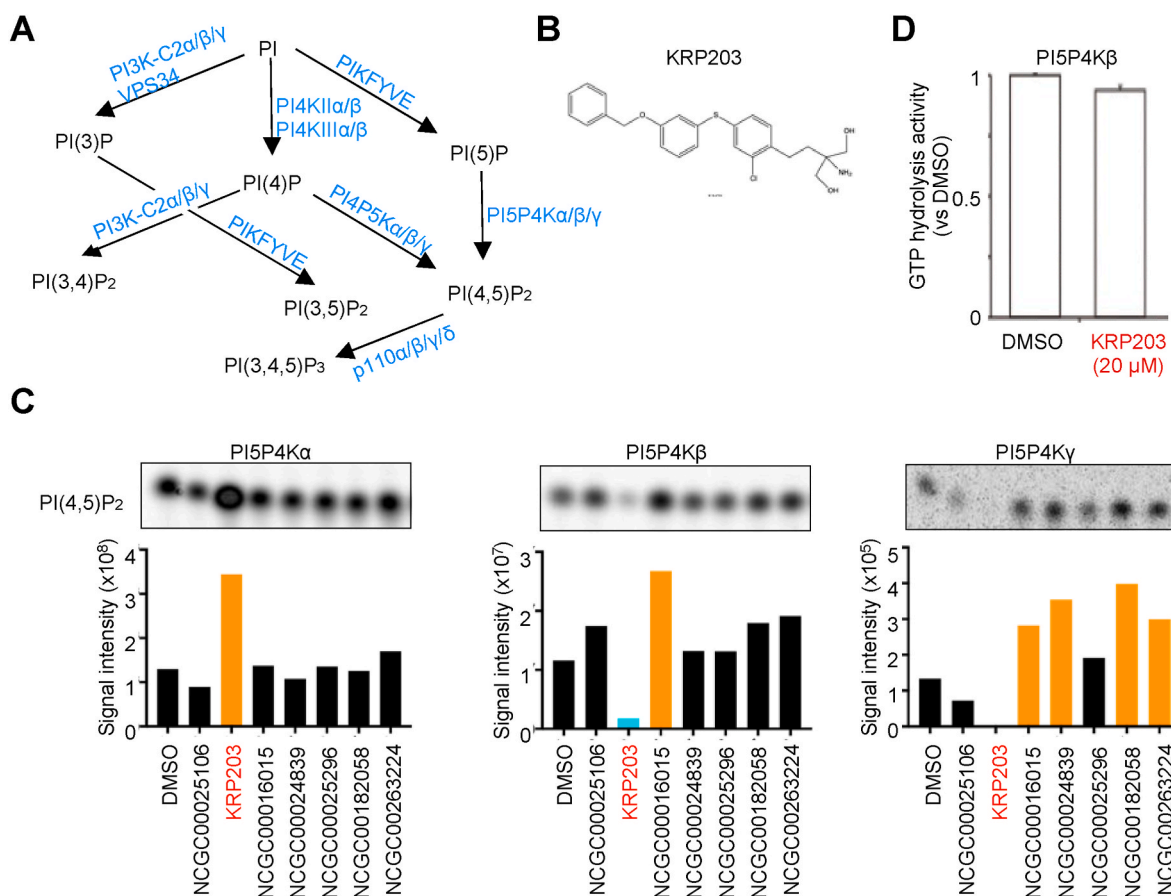 A
PI
PI3K-C2α/β/γ
VPS34
PIKFYVE
PI4KIIα/β
PI4KIIIα/β
PI(3)P
PI(5)P
PI(4)P
PI3K-C2α/β/γ
PI4P5Kα/β/γ
PI5P4Kα/β/γ
PIKFYVE
PI(3,4)P2
PI(3,5)P2
PI(4,5)P2
PI(3,4,5)P3
p110α/β/γ/δ
B
KRP203
O
S
Cl
OH
NH2
OH
D
PI5P4Kβ
GTP hydrolysis activity
(vs DMSO)
1
0.5
0
DMSO
KRP203
(20 µM)
C
PI5P4Kα
PI(4,5)P2
Signal intensity (x108)
4
3
2
1
0
DMSO
NCGC00025106
KRP203
NCGC00016015
NCGC00024839
NCGC00025296
NCGC00182058
NCGC00263224
PI5P4Kβ
Signal intensity (x107)
3
2
1
0
DMSO
NCGC00025106
KRP203
NCGC00016015
NCGC00024839
NCGC00025296
NCGC00182058
NCGC00263224
PI5P4Kγ
Signal intensity (x105)
5
4
3
2
1
0
DMSO
NCGC00025106
KRP203
NCGC00016015
NCGC00024839
NCGC00025296
NCGC00182058
NCGC00263224